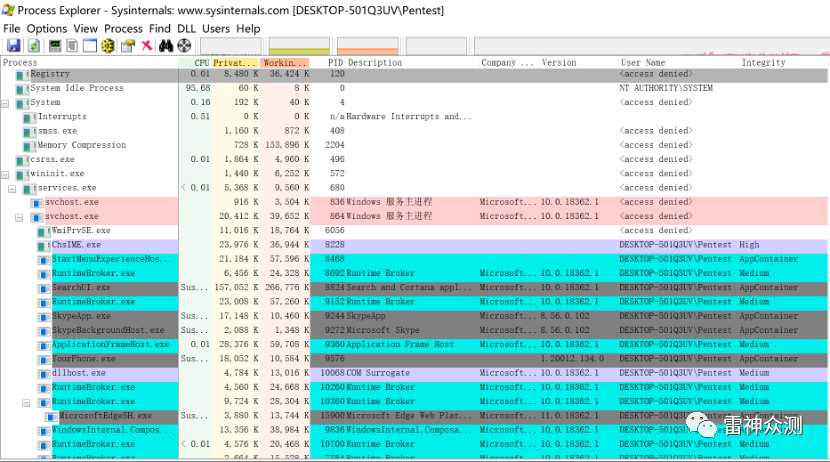 Process Explorer - Sysinternals: www.sysinternals.com [DESKTOP-501Q3UV\Pentest]
File Options View Process Find DLL Users Help
Process CPU Privat... Workin... PID Description Company ... Version User Name Integrity
Registry 0.01 8,480 K 36,424 K 120 <access denied>
System Idle Process 95.68 60 K 8 K 0 NT AUTHORITY\SYSTEM
System 0.16 192 K 40 K 4 <access denied>
Interrupts 0.51 0 K 0 K n/a Hardware Interrupts and...
smss.exe 1,160 K 872 K 408 <access denied>
Memory Compression 728 K 153,896 K 2204 <access denied>
csrss.exe 0.01 1,864 K 4,960 K 496 <access denied>
wininit.exe 1,440 K 6,252 K 572 <access denied>
services.exe < 0.01 5,368 K 9,560 K 680 <access denied>
svchost.exe 916 K 3,304 K 836 Windows 服务主进程 Microsoft... 10.0.18362.1 <access denied>
svchost.exe 20,412 K 39,652 K 864 Windows 服务主进程 Microsoft... 10.0.18362.1 <access denied>
WmiPrvSE.exe 11,016 K 18,764 K 6056 <access denied>
ChsIME.exe 23,976 K 36,944 K 8228 DESKTOP-501Q3UV\Pentest High
StartMenuExperienceHos... 21,184 K 57,596 K 8468 DESKTOP-501Q3UV\Pentest AppContainer
RuntimeBroker.exe 6,456 K 24,328 K 8692 Runtime Broker Microsoft... 10.0.18362.1 DESKTOP-501Q3UV\Pentest Medium
SearchUI.exe Sus... 157,052 K 266,776 K 8824 Search and Cortana appl... Microsoft... 10.0.18362.1 DESKTOP-501Q3UV\Pentest AppContainer
RuntimeBroker.exe 23,008 K 57,260 K 9152 Runtime Broker Microsoft... 10.0.18362.1 DESKTOP-501Q3UV\Pentest Medium
SkypeApp.exe Sus... 17,148 K 10,460 K 9244 SkypeApp Microsoft... 8.56.0.102 DESKTOP-501Q3UV\Pentest AppContainer
SkypeBackgroundHost.exe Sus... 2,088 K 1,348 K 9272 Microsoft Skype Microsoft... 8.56.0.102 DESKTOP-501Q3UV\Pentest AppContainer
ApplicationFrameHost.exe 0.01 28,376 K 59,708 K 9360 Application Frame Host Microsoft... 10.0.18362.1 DESKTOP-501Q3UV\Pentest Medium
YourPhone.exe Sus... 18,052 K 10,584 K 9576 1.20012.134.0 DESKTOP-501Q3UV\Pentest AppContainer
dllhost.exe 4,784 K 13,016 K 10068 COM Surrogate Microsoft... 10.0.18362.1 DESKTOP-501Q3UV\Pentest Medium
RuntimeBroker.exe 4,560 K 24,668 K 10260 Runtime Broker Microsoft... 10.0.18362.1 DESKTOP-501Q3UV\Pentest Medium
RuntimeBroker.exe 9,724 K 28,304 K 10360 Runtime Broker Microsoft... 10.0.18362.1 DESKTOP-501Q3UV\Pentest Medium
MicrosoftEdgeSH.exe Sus... 3,880 K 13,744 K 15900 Microsoft Edge Web Plat... Microsoft... 11.0.18362.1 DESKTOP-501Q3UV\Pentest AppContainer
WindowsInternal.Compos... 13,356 K 38,984 K 9836 WindowsInternal.Composa... Microsoft... 10.0.18362.1
RuntimeBroker.exe < 0.01 4,576 K 20,468 K 10700 Runtime Broker Microsoft... 10.0.18362.1 DESKTOP-501Q3UV\Pentest Medium
雷神众测